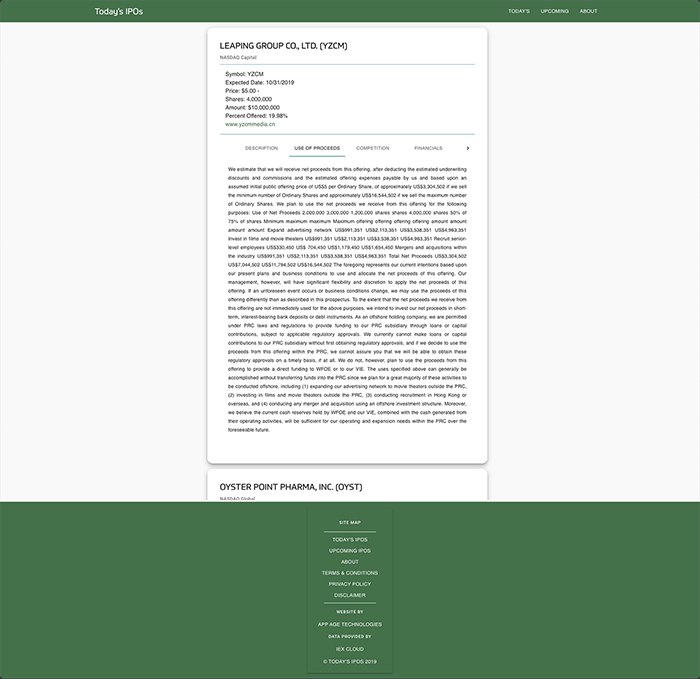 Today's IPOs
TODAY'S UPCOMING ABOUT
LEAPING GROUP CO., LTD. (YZCM)
NASDAQ Capital
Symbol: YZCM
Expected Date: 10/31/2019
Price: $5.00 -
Shares: 4,000,000
Amount: $10,000,000
Percent Offered: 19.98%
www.yzcmmedia.cn
DESCRIPTION USE OF PROCEEDS COMPETITION FINANCIALS >
We estimate that we will receive net proceeds from this offering, after deducting the estimated underwriting
discounts and commissions and the estimated offering expenses payable by us and based upon an
assumed initial public offering price of US$5 per Ordinary Share, of approximately US$3,304,502 if we sell
the minimum number of Ordinary Shares and approximately US$16,544,502 if we sell the maximum number
of Ordinary Shares. We plan to use the net proceeds we receive from this offering for the following
purposes: Use of Net Proceeds 2,000,000 3,000,000 1,200,000 shares shares 4,000,000 shares 50% of
75% of shares Minimum maximum maximum Maximum offering offering offering offering amount amount
amount amount Expand advertising network US$991,351 US$2,113,351 US$3,538,351 US$4,963,351
Invest in films and movie theaters US$991,351 US$2,113,351 US$3,538,351 US$4,963,351 Recruit senior-
level employees US$330,450 US$ 704,450 US$1,179,450 US$1,654,450 Mergers and acquisitions within
the industry US$991,351 US$2,113,351 US$3,538,351 US$4,963,351 Total Net Proceeds US$3,304,502
US$7,044,502 US$11,794,502 US$16,544,502 The foregoing represents our current intentions based upon
our present plans and business conditions to use and allocate the net proceeds of this offering. Our
management, however, will have significant flexibility and discretion to apply the net proceeds of this
offering. If an unforeseen event occurs or business conditions change, we may use the proceeds of this
offering differently than as described in this prospectus. To the extent that the net proceeds we receive from
this offering are not immediately used for the above purposes, we intend to invest our net proceeds in short-
term, interest-bearing bank deposits or debt instruments. As an offshore holding company, we are permitted
under PRC laws and regulations to provide funding to our PRC subsidiary through loans or capital
contributions, subject to applicable regulatory approvals. We currently cannot make loans or capital
contributions to our PRC subsidiary without first obtaining regulatory approvals, and if we decide to use the
proceeds from this offering within the PRC, we cannot assure you that we will be able to obtain these
regulatory approvals on a timely basis, if at all. We do not, however, plan to use the proceeds from this
offering to provide a direct funding to WFOE or to our VIE. The uses specified above can generally be
accomplished without transferring funds into the PRC since we plan for a great majority of these activities to
be conducted offshore, including (1) expanding our advertising network to movie theaters outside the PRC,
(2) investing in films and movie theaters outside the PRC, (3) conducting recruitment in Hong Kong or
overseas, and (4) conducing any merger and acquisition using an offshore investment structure. Moreover,
we believe the current cash reserves held by WFOE and our VIE, combined with the cash generated from
their operating activities, will be sufficient for our operating and expansion needs within the PRC over the
foreseeable future.
OYSTER POINT PHARMA, INC. (OYST)
NASDAQ Global
SITE MAP
TODAY'S IPOS
UPCOMING IPOS
ABOUT
TERMS & CONDITIONS
PRIVACY POLICY
DISCLAIMER
WEBSITE BY
APP AGE TECHNOLOGIES
DATA PROVIDED BY
IEX CLOUD
© TODAY'S IPOS 2019